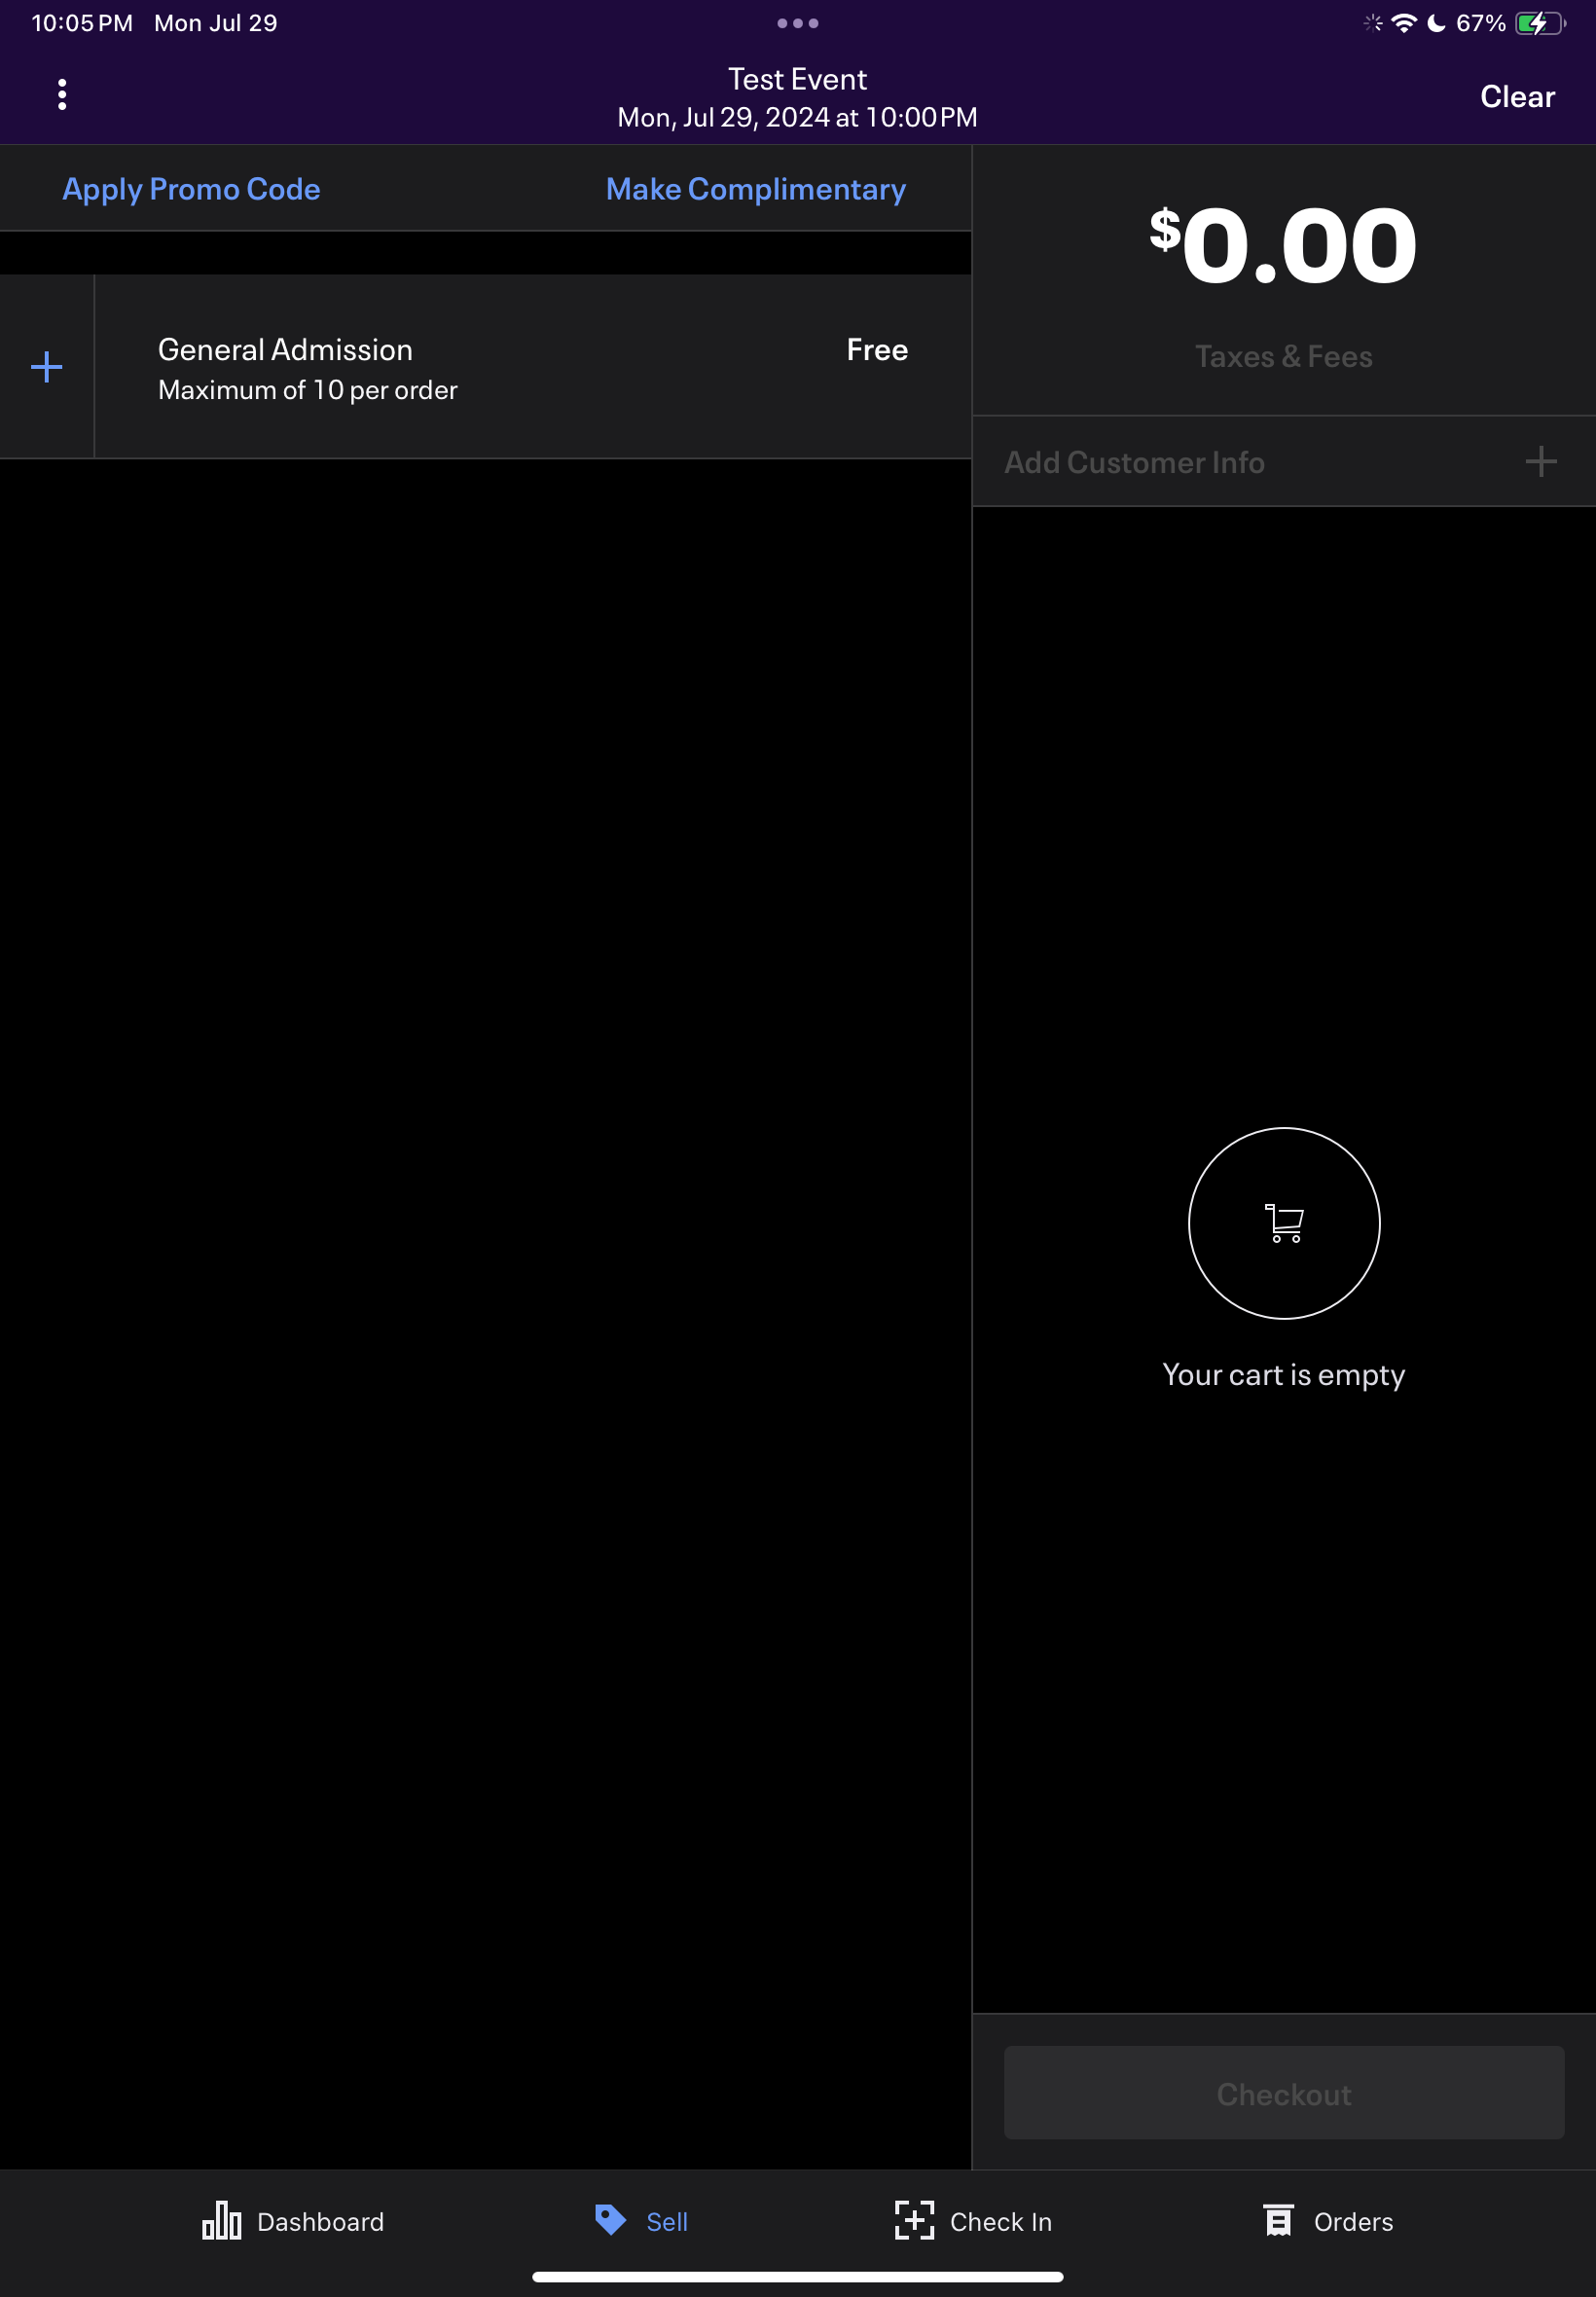 10:05 PM Mon Jul 29
67%
Test Event
Mon, Jul 29, 2024 at 10:00 PM
Clear
Apply Promo Code
Make Complimentary
$0.00
Taxes & Fees
General Admission
Free
Maximum of 10 per order
Add Customer Info
Your cart is empty
Checkout
Dashboard
Sell
Check In
Orders